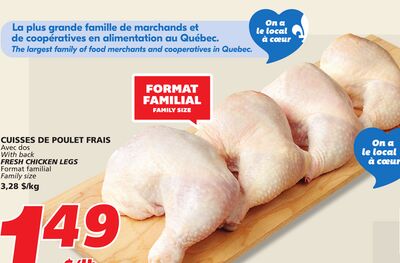 La plus grande famille de marchands et
de coopératives en alimentation au Québec.
The largest family of food merchants and cooperatives in Quebec.
On a
le local
à cœur
FORMAT
FAMILIAL
FAMILY SIZE
CUISSES DE POULET FRAIS
Avec dos
With back
FRESH CHICKEN LEGS
Format familial
Family size
3,28 $/kg
On a
le local
à cœur
149
$/lb